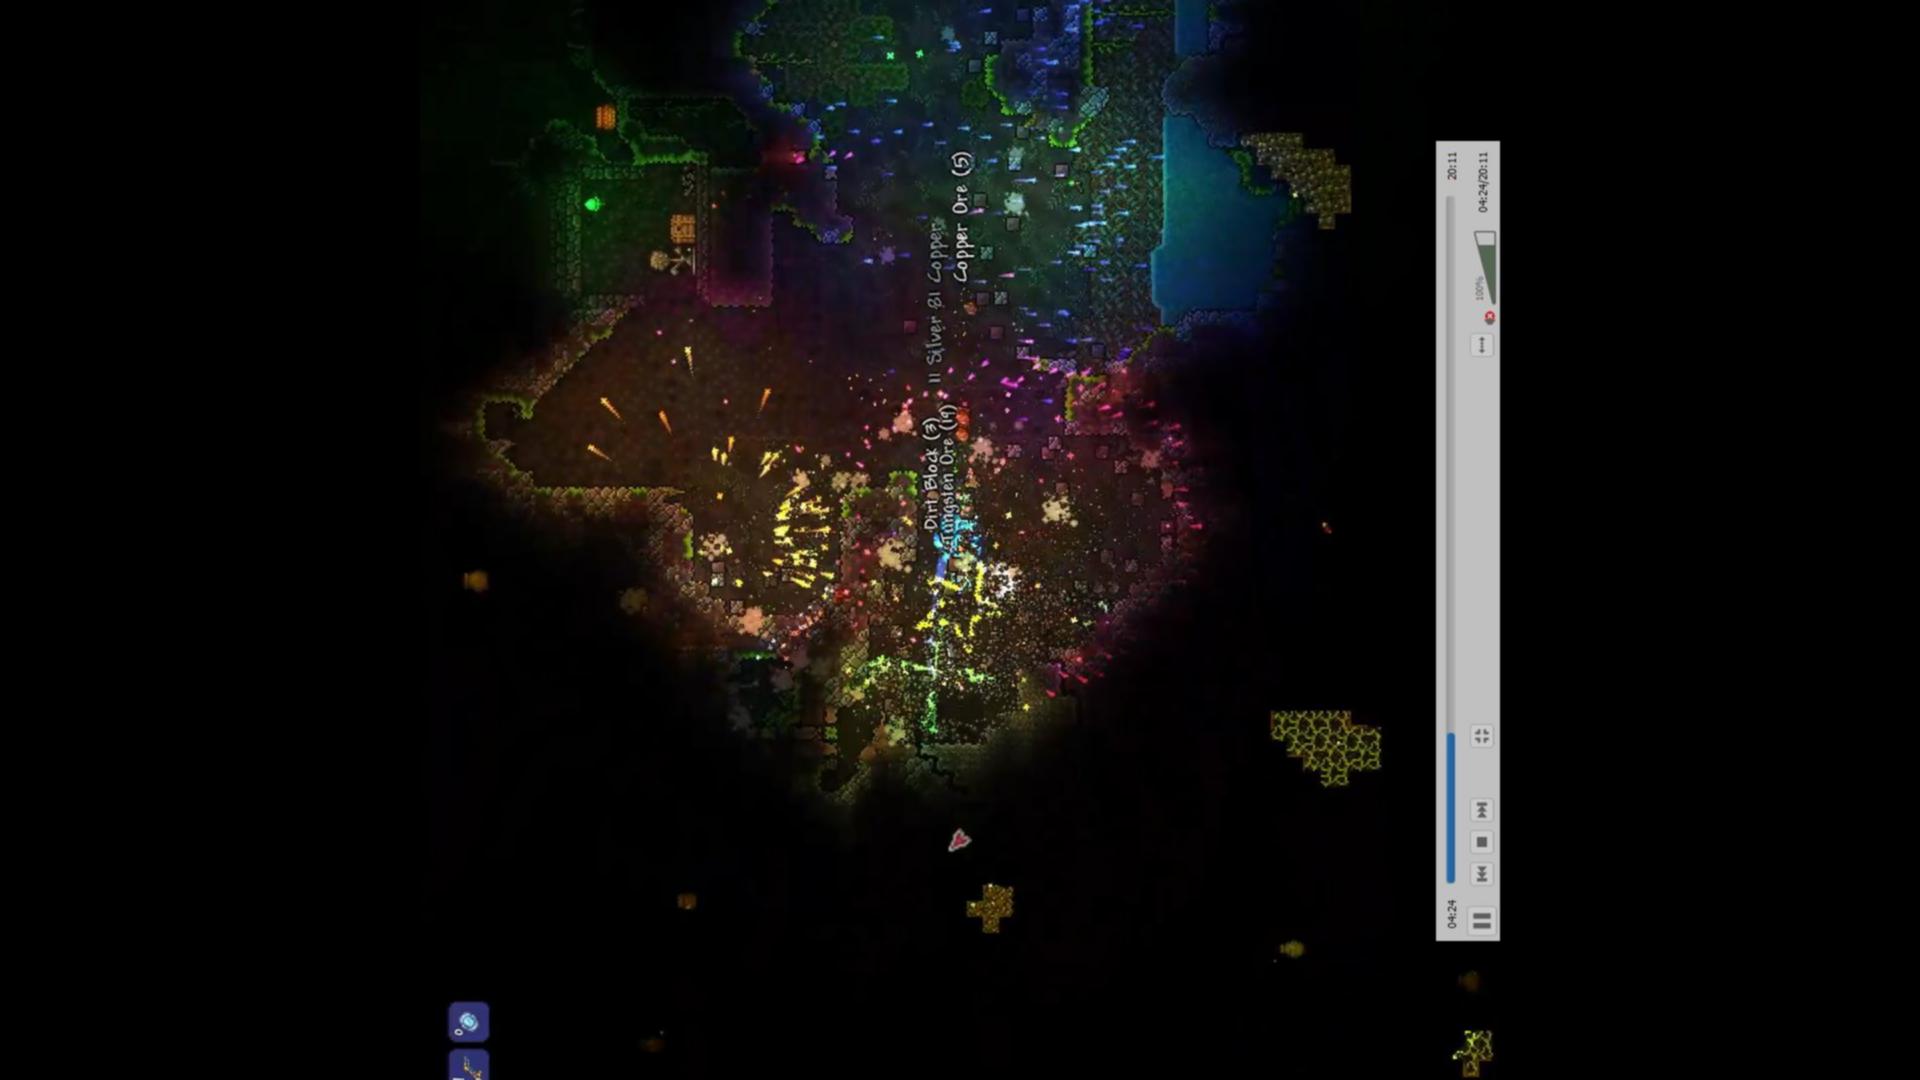 11 Silver 81 Copper
Copper Ore (5)
Dirt Block (3)
Tungsten Ore (19)
20:11
04:24/20:11
100%
04:24